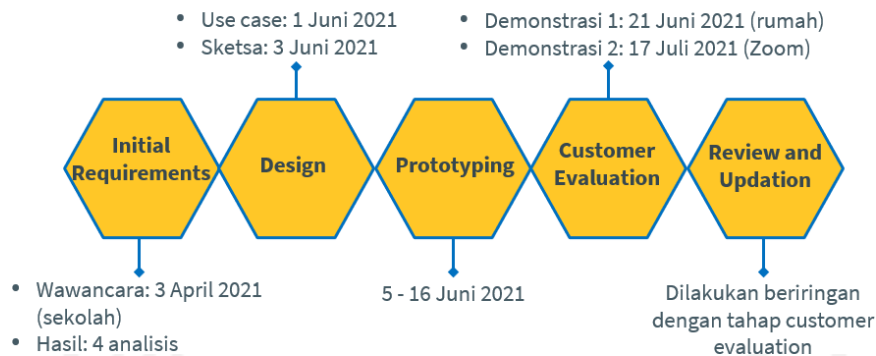 • Use case: 1 Juni 2021
• Sketsa: 3 Juni 2021
• Demonstrasi 1: 21 Juni 2021 (rumah)
• Demonstrasi 2: 17 Juli 2021 (Zoom)
Initial
Requirements
Design
Prototyping
Customer
Evaluation
Review and
Updation
• Wawancara: 3 April 2021
(sekolah)
• Hasil: 4 analisis
5 - 16 Juni 2021
Dilakukan beriringan
dengan tahap customer
evaluation